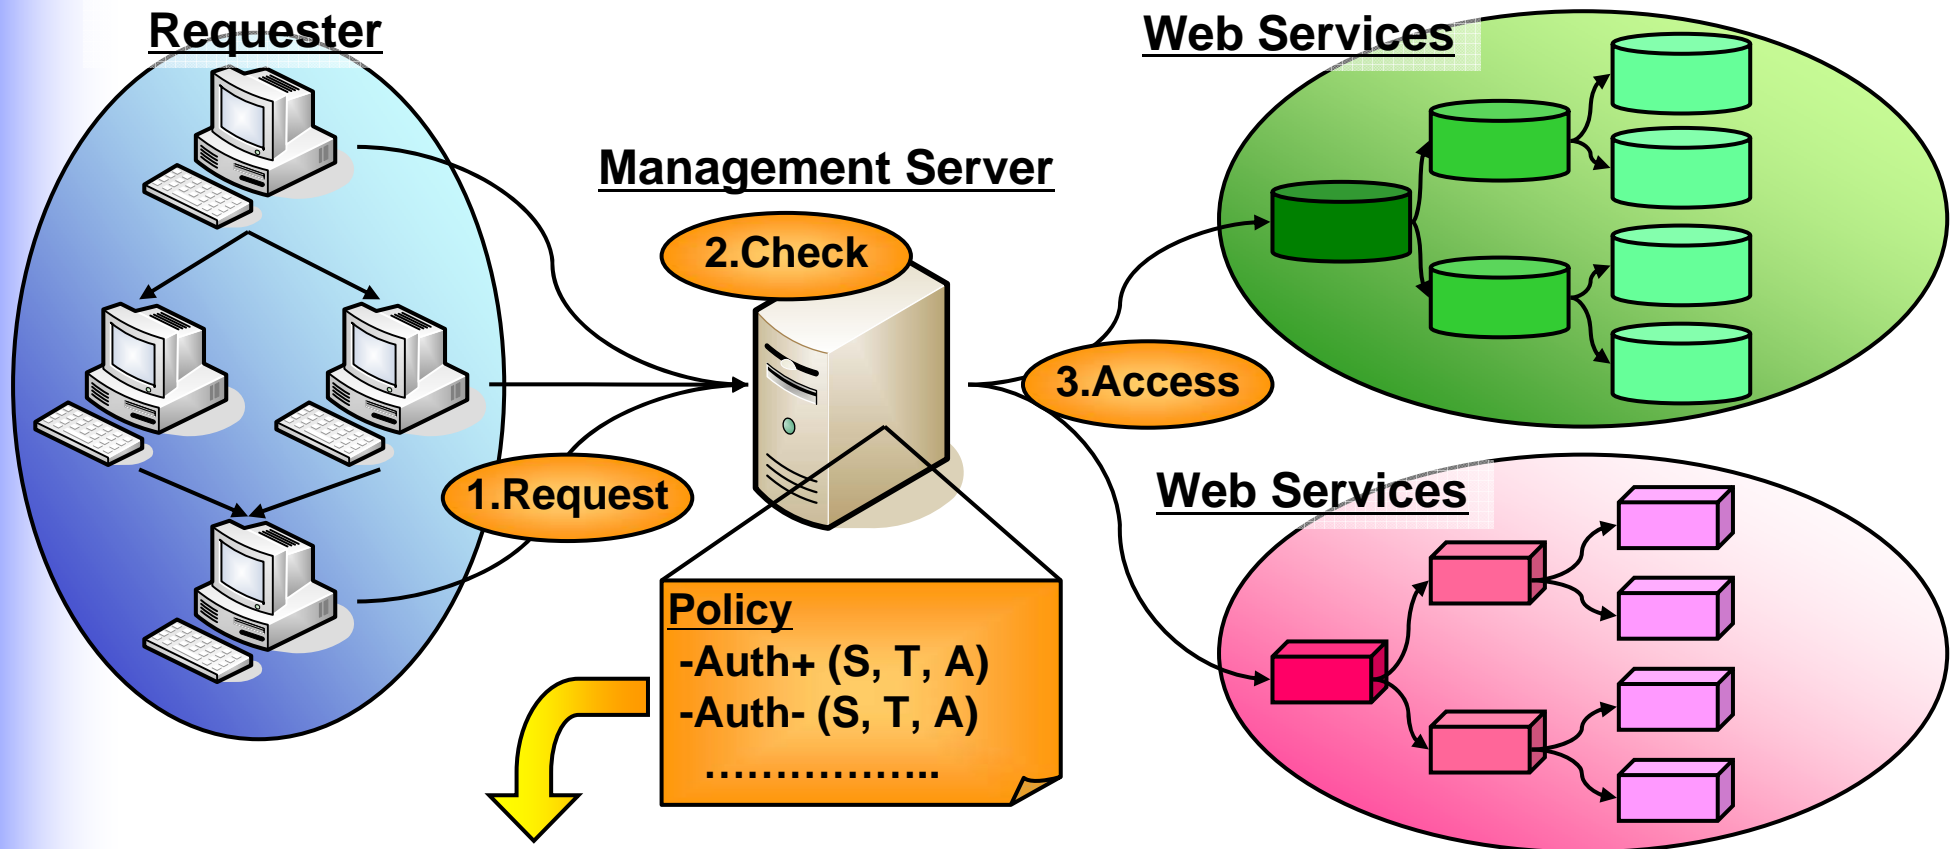 Requester
Web Services
Management Server
2.Check
3.Access
1.Request
Web Services
Policy
-Auth+ (S, T, A)
-Auth- (S, T, A)
……………..